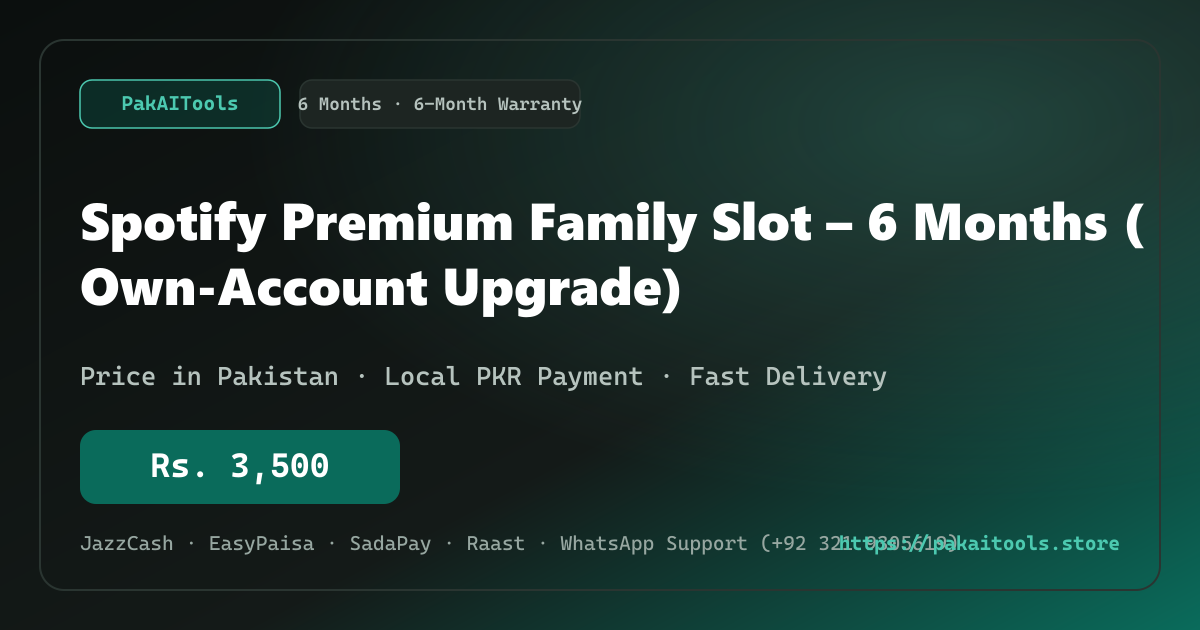 PakAITools
6 Months · 6-Month Warranty
Spotify Premium Family Slot – 6 Months (
Own-Account Upgrade)
Price in Pakistan · Local PKR Payment · Fast Delivery
Rs. 3,500
JazzCash · EasyPaisa · SadaPay · Raast · WhatsApp Support (+92 321
https://pakaitools.store